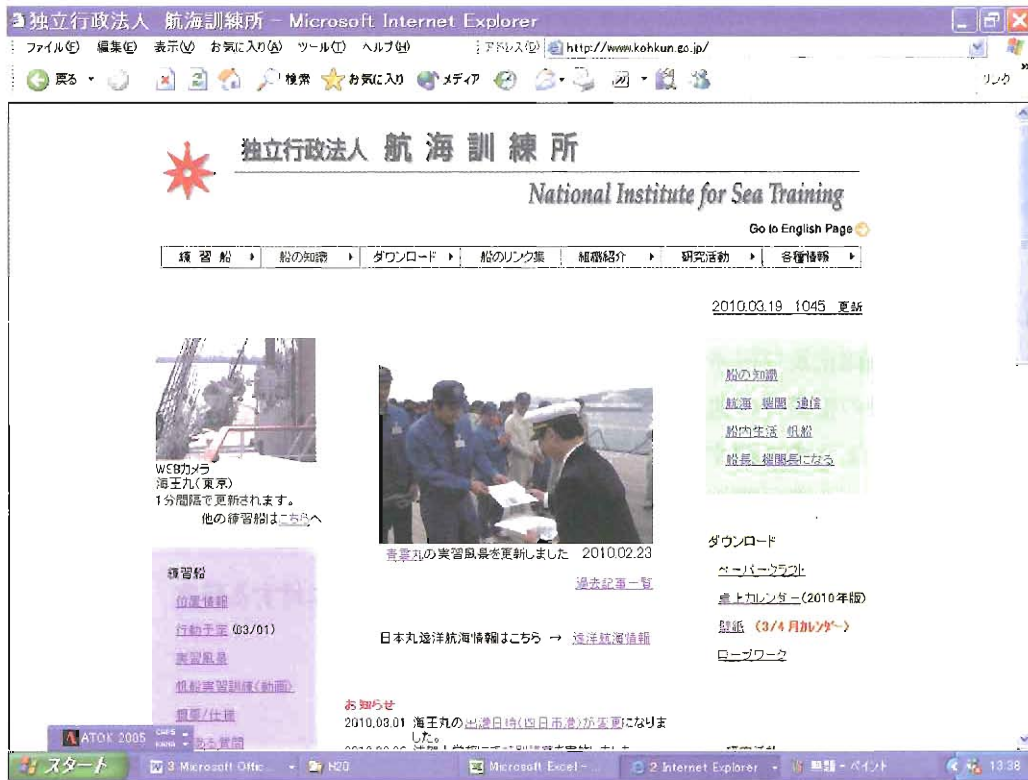 独立行政法人 航海訓練所 - Microsoft Internet Explorer
ファイル(F) 編集(E) 表示(V) お気に入り(A) ツール(T) ヘルプ(H) アドレス(D) http://www.kohkun.go.jp/
戻る 検索 お気に入り メディア リンク
独立行政法人 航海訓練所
National Institute for Sea Training
Go to English Page
練習船 船の知識 ダウンロード 船のリンク集 組織紹介 研究活動 各種情報
2010.03.19 1045 更新
WEBカメラ
海王丸(東京)
1分間隔で更新されます。
他の練習船はこちらへ
練習船
位置情報
行動予定 (03/01)
実習風景
帆船実習訓練(動画)
概要/仕様
ある質問
青雲丸の実習風景を更新しました 2010.02.23
過去記事一覧
日本丸遠洋航海情報はこちら → 遠洋航海情報
お知らせ
2010.03.01 海王丸の出港日時(四日市港)が変更になりま
した。
船の知識
航海 機関 通信
船内生活 帆船
船長、機関長になる
ダウンロード
ペーパークラフト
卓上カレンダー(2010年版)
壁紙 (3/4月カレンダー)
ロープワーク
研究活動
ATOK 2005
スタート 3 Microsoft Offic... H20 Microsoft Excel - ... 2 Internet Explorer 無題 - ペイント 13:38